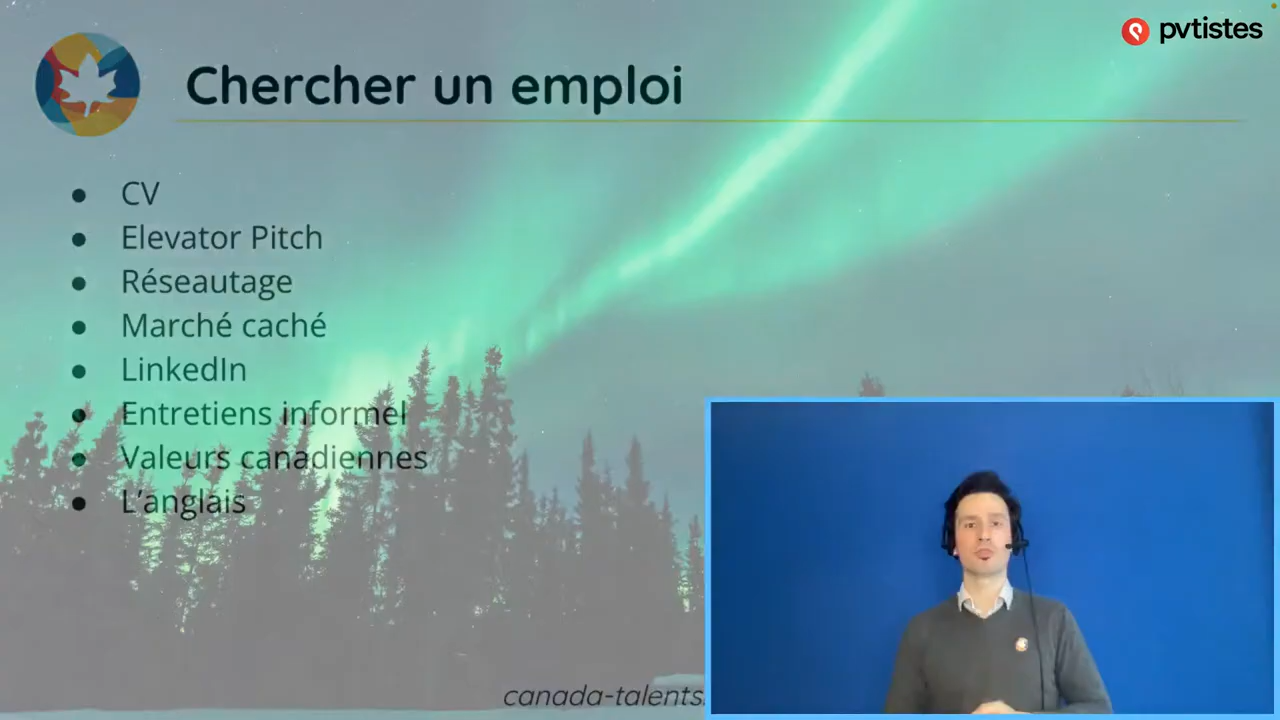 pvtistes
Chercher un emploi
● CV
● Elevator Pitch
● Réseautage
● Marché caché
● LinkedIn
● Entretiens informel
● Valeurs canadiennes
● L'anglais
canada-talents.